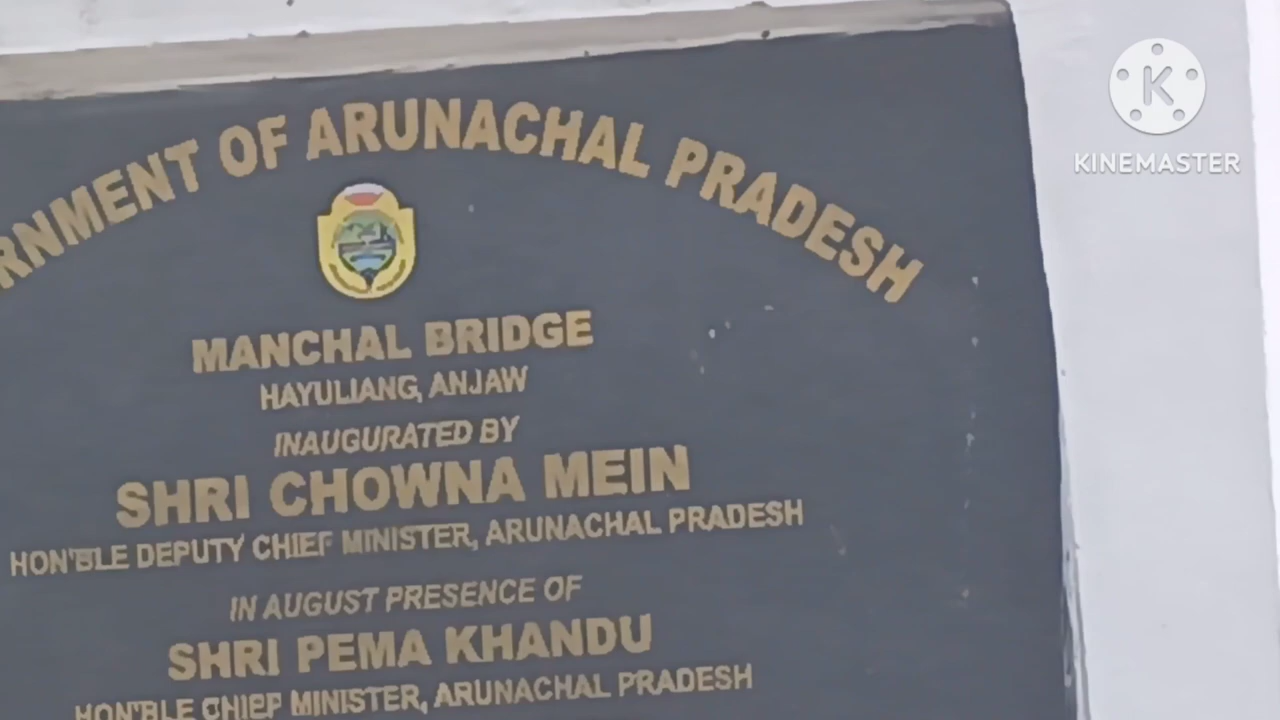 RNMENT OF ARUNACHAL PRADESH
MANCHAL BRIDGE
HAYULIANG, ANJAW
INAUGURATED BY
SHRI CHOWNA MEIN
HON'BLE DEPUTY CHIEF MINISTER, ARUNACHAL PRADESH
IN AUGUST PRESENCE OF
SHRI PEMA KHANDU
HON'BLE CHIEF MINISTER, ARUNACHAL PRADESH
K
KINEMASTER